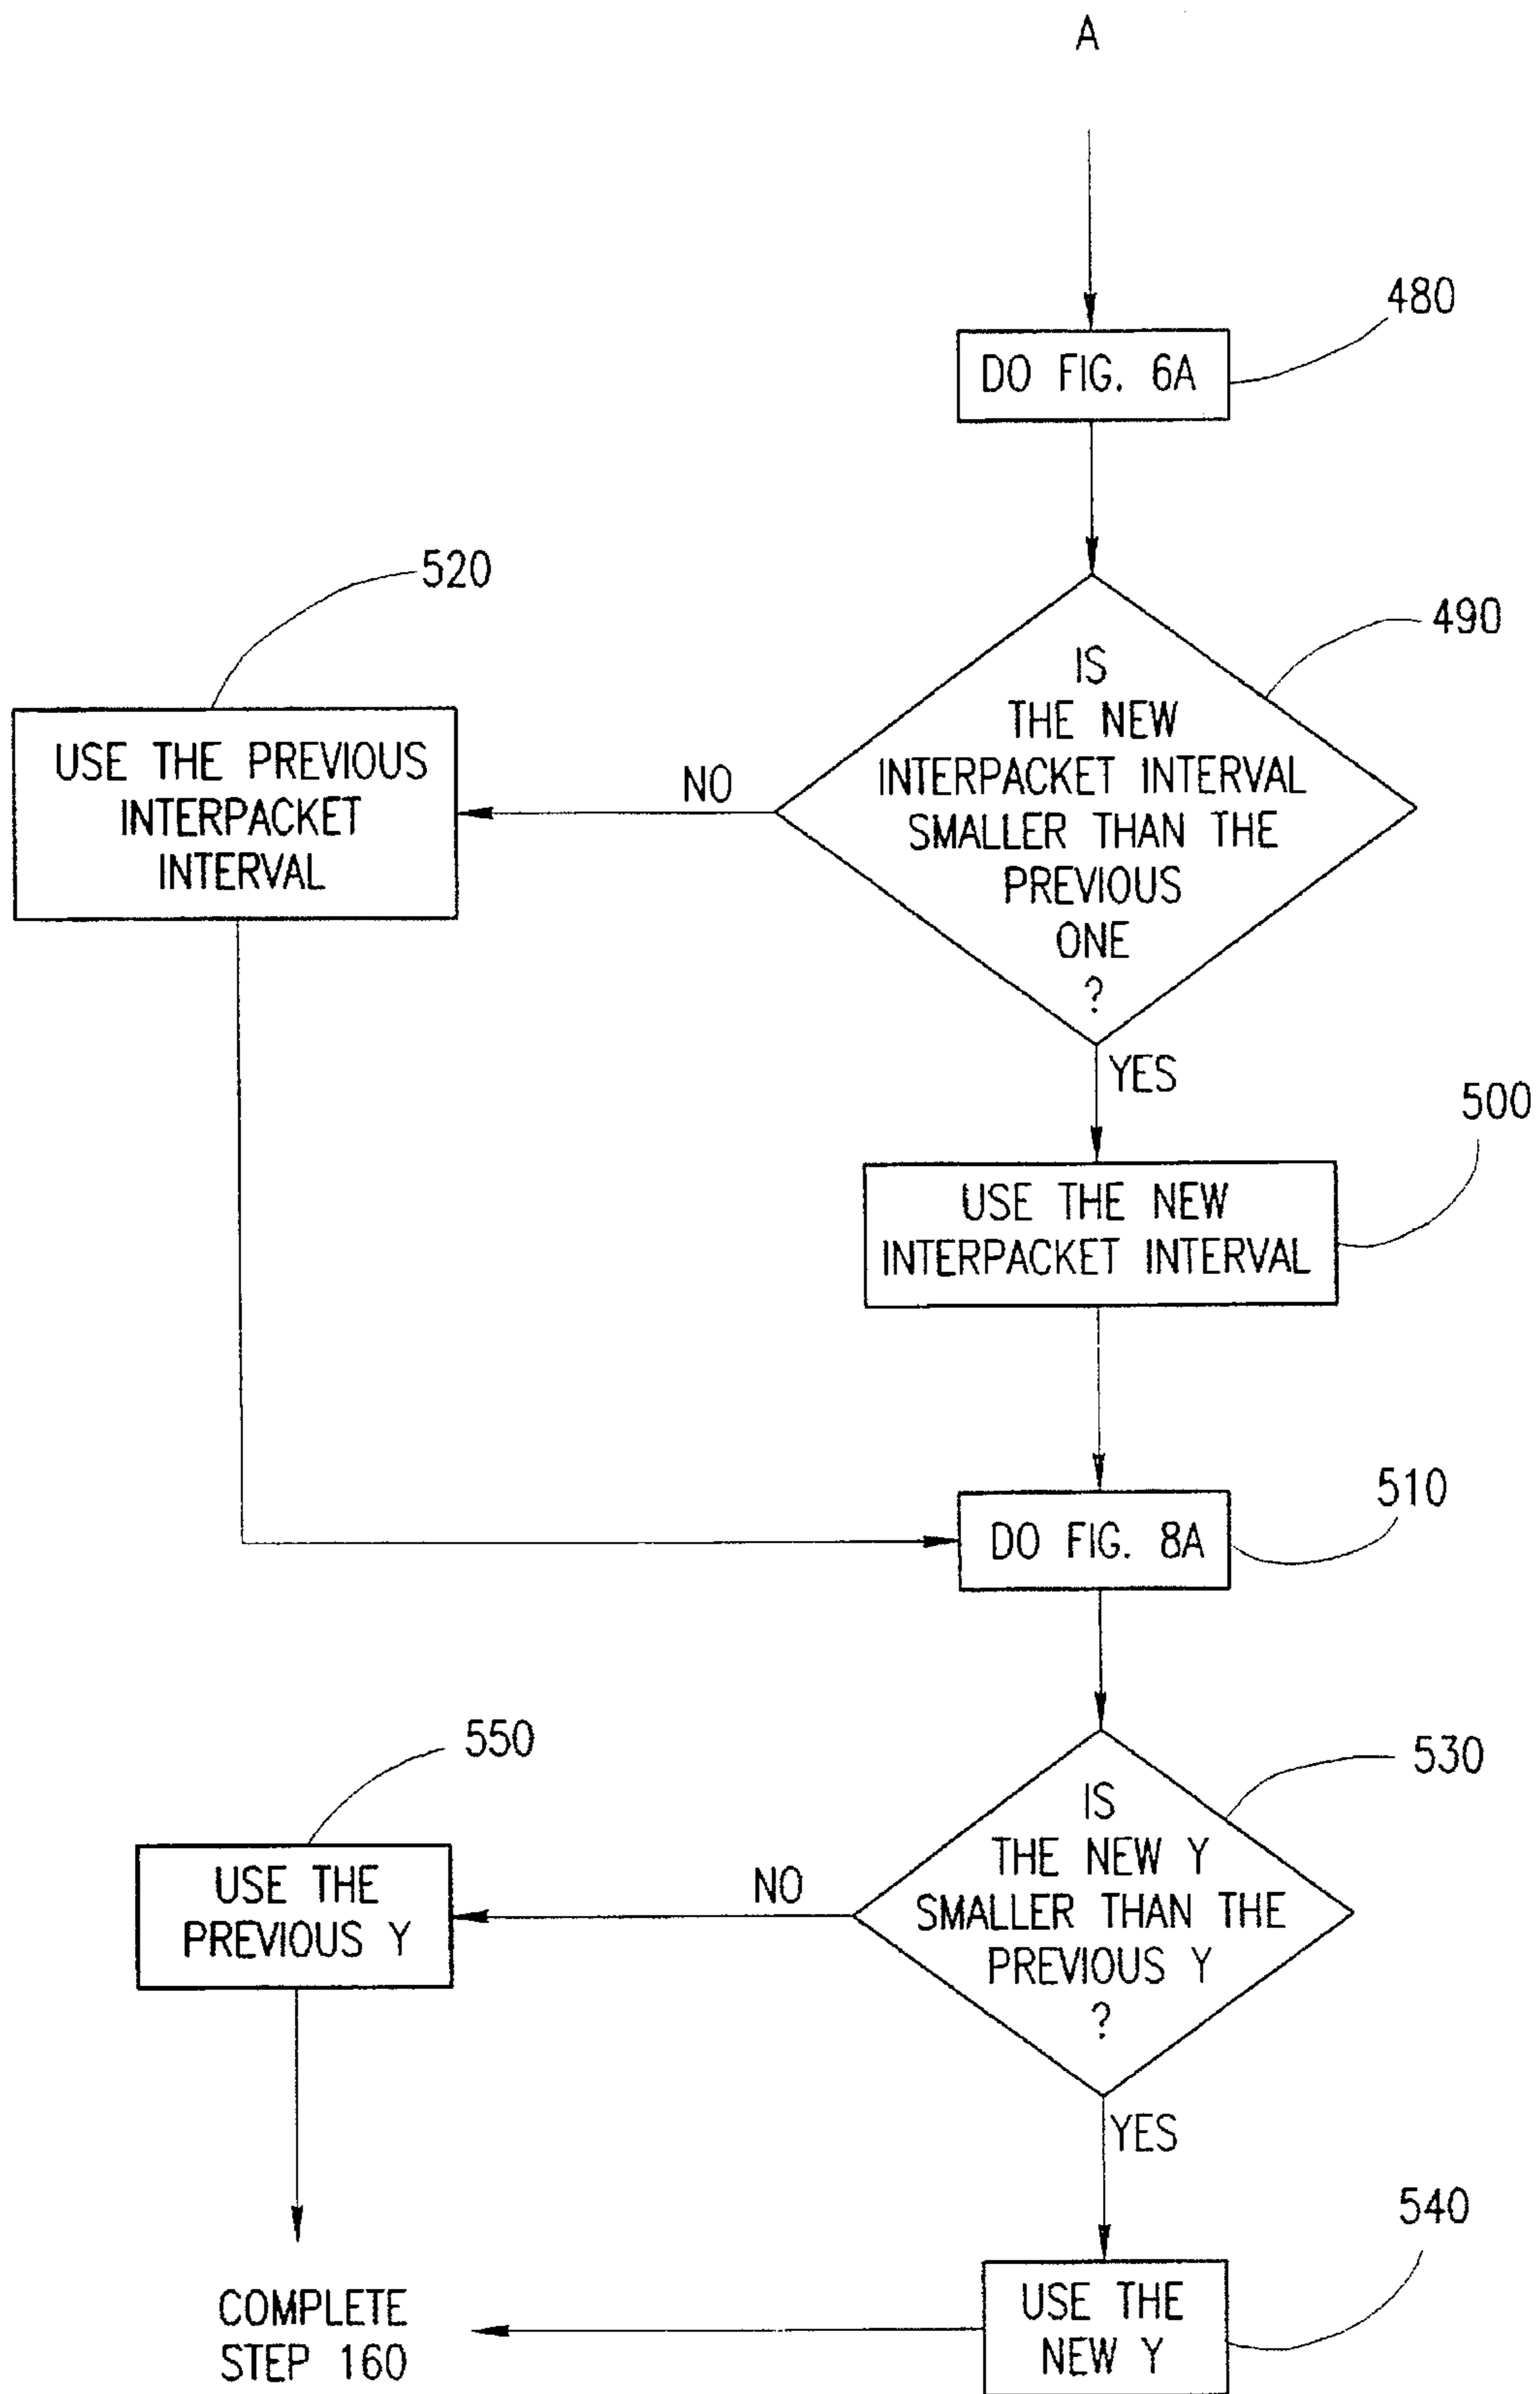 A
480
DO FIG. 6A
520
490
IS
THE NEW
INTERPACKET INTERVAL
SMALLER THAN THE
PREVIOUS
ONE
?
NO
USE THE PREVIOUS
INTERPACKET
INTERVAL
YES
500
USE THE NEW
INTERPACKET INTERVAL
510
DO FIG. 8A
550
530
IS
THE NEW Y
SMALLER THAN THE
PREVIOUS Y
?
NO
USE THE
PREVIOUS Y
YES
540
USE THE
NEW Y
COMPLETE
STEP 160